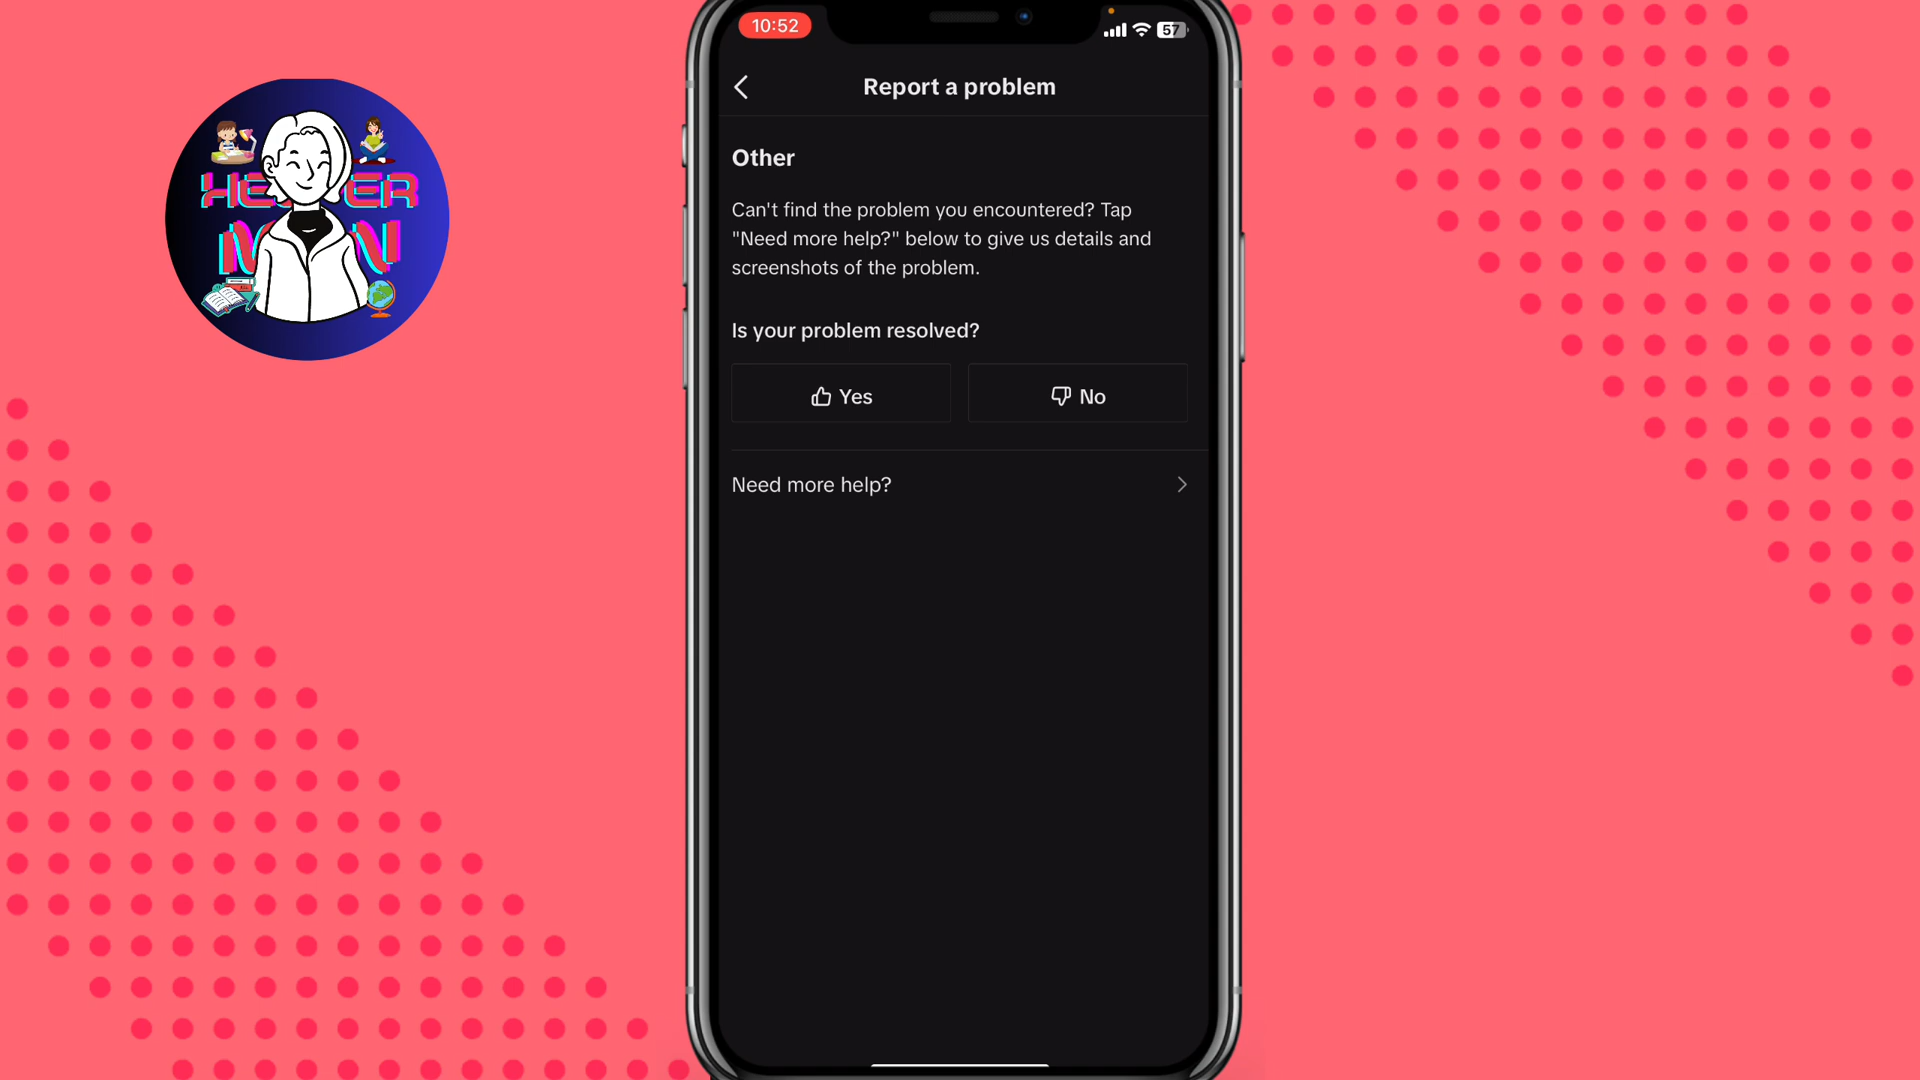 10:52
57
Report a problem
Other
Can't find the problem you encountered? Tap
"Need more help?" below to give us details and
screenshots of the problem.
Is your problem resolved?
Yes
No
Need more help?